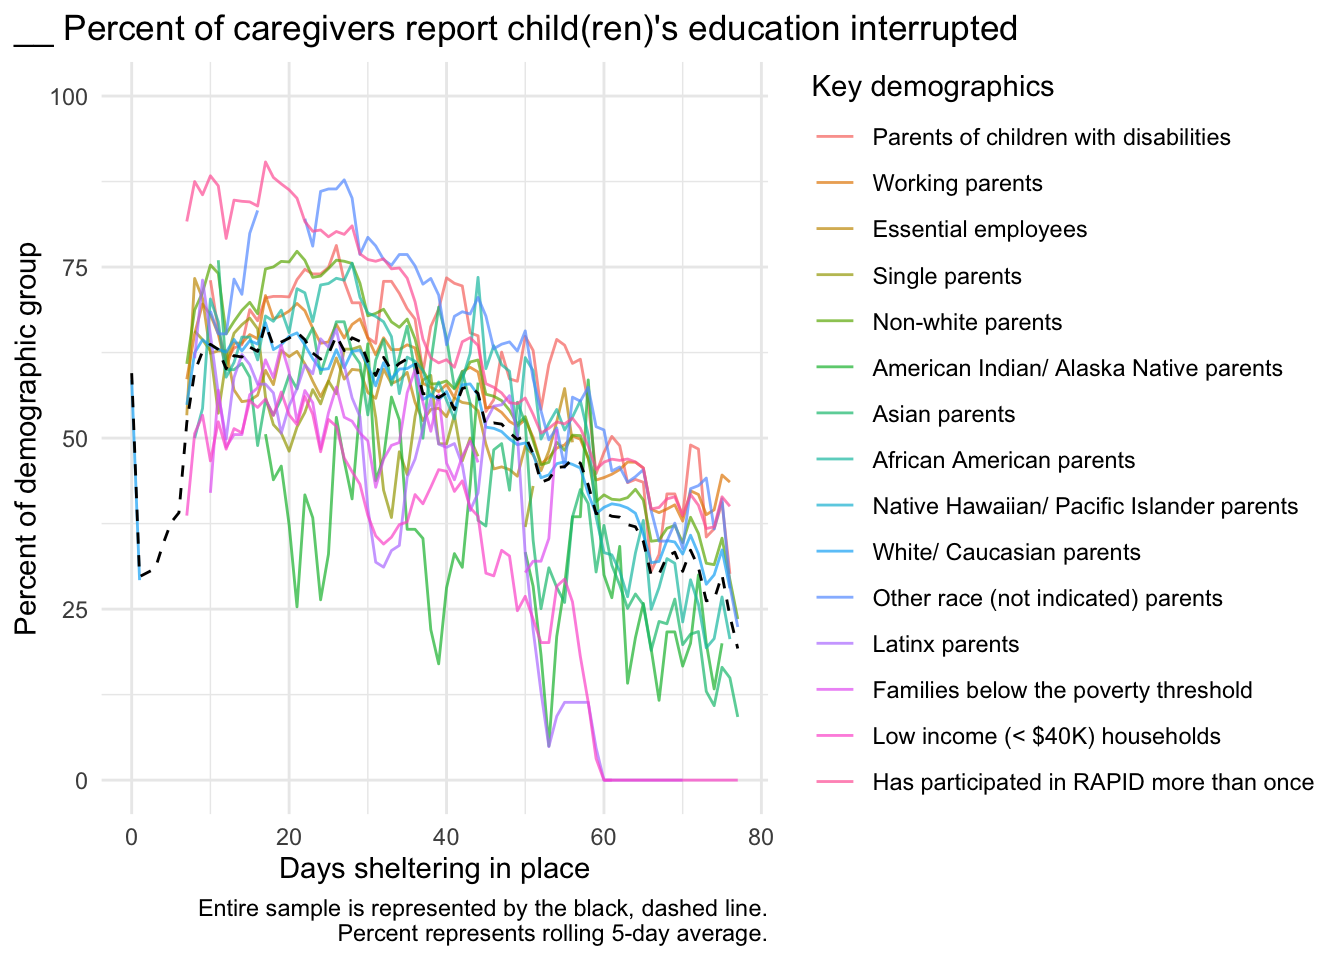 __ Percent of caregivers report child(ren)'s education interrupted
Percent of demographic group
100
75
50
25
0
0 20 40 60 80
Days sheltering in place
Entire sample is represented by the black, dashed line.
Percent represents rolling 5-day average.
Key demographics
Parents of children with disabilities
Working parents
Essential employees
Single parents
Non-white parents
American Indian/ Alaska Native parents
Asian parents
African American parents
Native Hawaiian/ Pacific Islander parents
White/ Caucasian parents
Other race (not indicated) parents
Latinx parents
Families below the poverty threshold
Low income (< $40K) households
Has participated in RAPID more than once